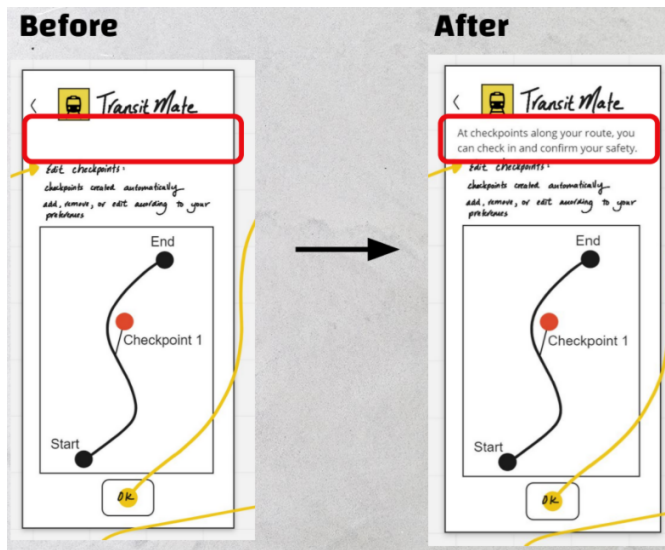 Before
After
Transit Mate
Edit checkpoints:
checkpoints created automatically
add, remove, or edit according to your
preferences
End
Checkpoint 1
Start
OK
Transit Mate
At checkpoints along your route, you
can check in and confirm your safety.
Edit checkpoints:
checkpoints created automatically
add, remove, or edit according to your
preferences
End
Checkpoint 1
Start
OK